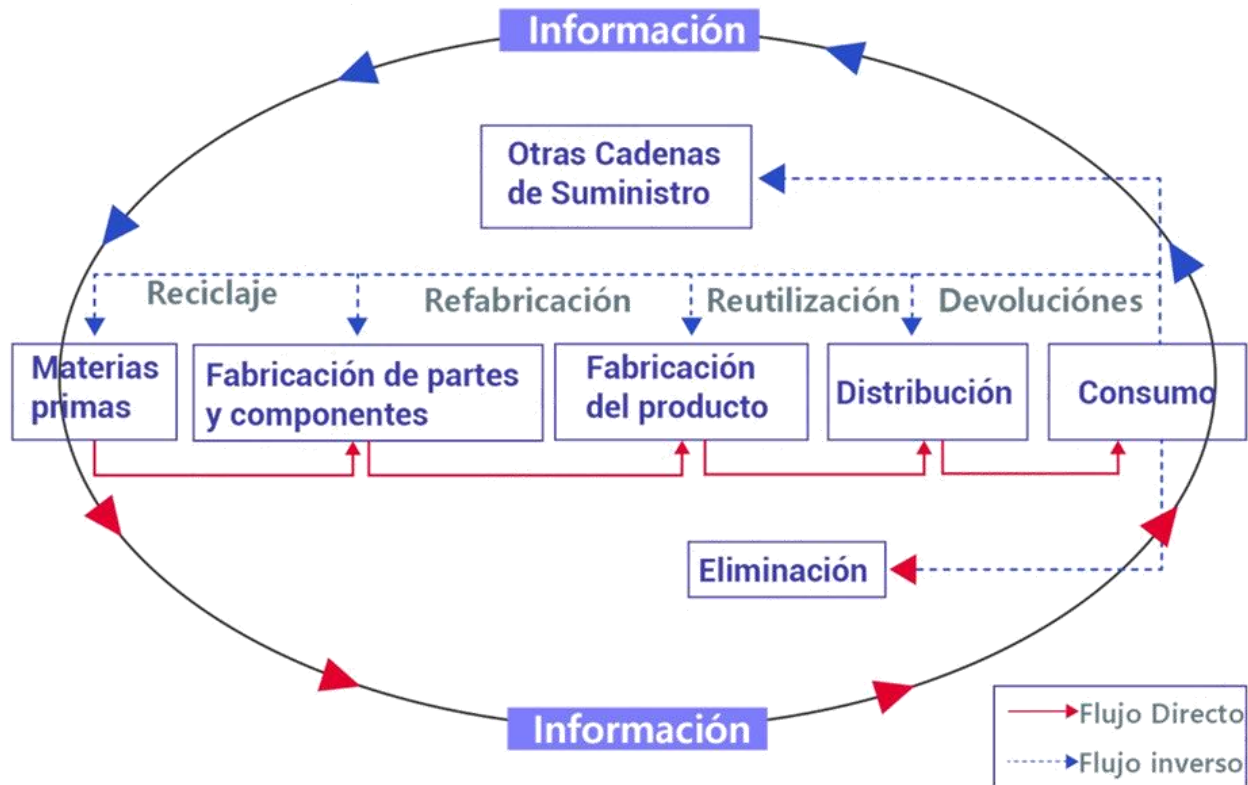 Información
Otras Cadenas
de Suministro
Reciclaje
Refabricación
Reutilización
Devoluciónes
Materias
primas
Fabricación de partes
y componentes
Fabricación
del producto
Distribución
Consumo
Eliminación
Información
Flujo Directo
Flujo inverso